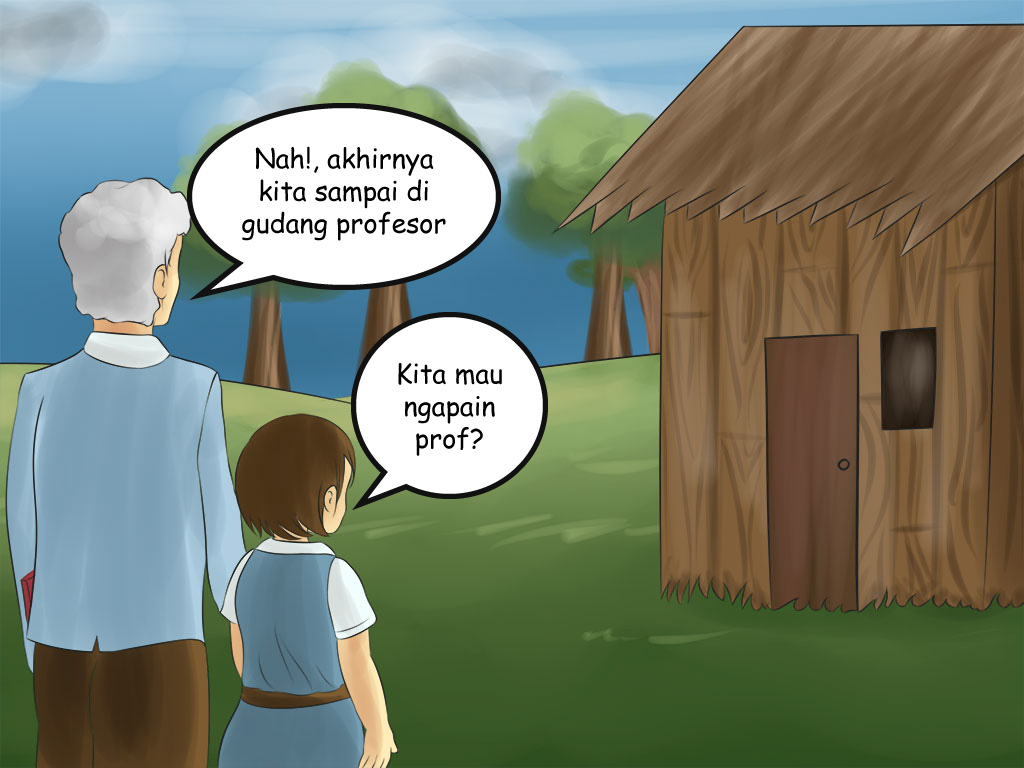 Nah!, akhirnya
kita sampai di
gudang profesor
Kita mau
ngapain
prof?